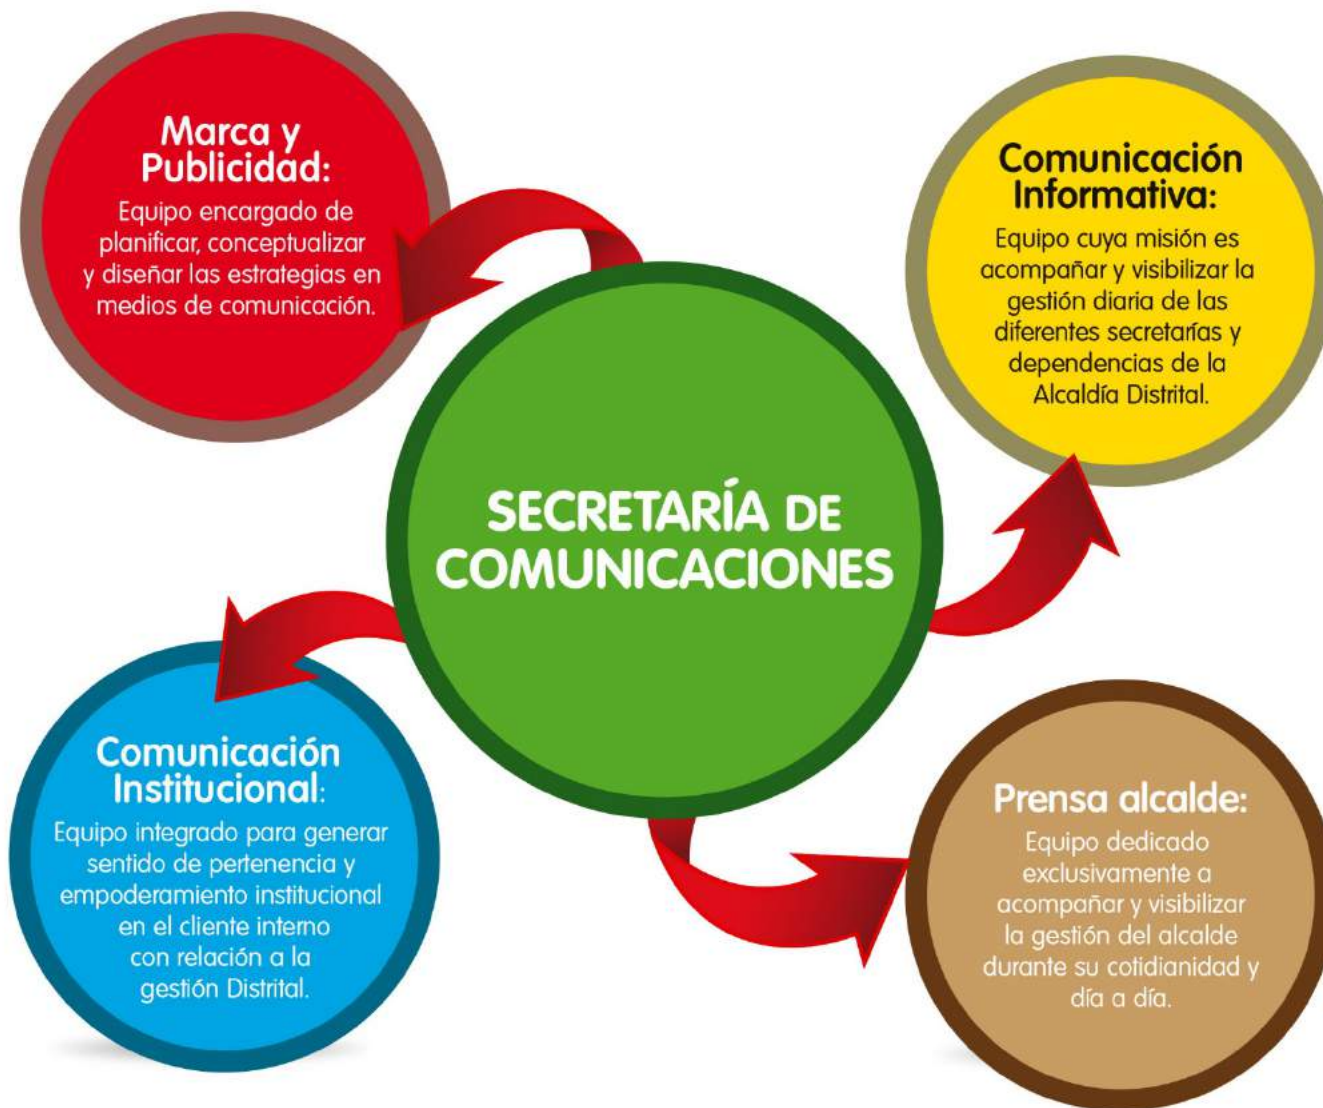 Marca y
Publicidad:
Equipo encargado de
planificar, conceptualizar
y diseñar las estrategias en
medios de comunicación.
Comunicación
Informativa:
Equipo cuya misión es
acompañar y visibilizar la
gestión diaria de las
diferentes secretarías y
dependencias de la
Alcaldía Distrital.
SECRETARÍA DE
COMUNICACIONES
Comunicación
Institucional:
Equipo integrado para generar
sentido de pertenencia y
empoderamiento institucional
en el cliente interno
con relación a la
gestión Distrital.
Prensa alcalde:
Equipo dedicado
exclusivamente a
acompañar y visibilizar
la gestión del alcalde
durante su cotidianidad y
día a día.